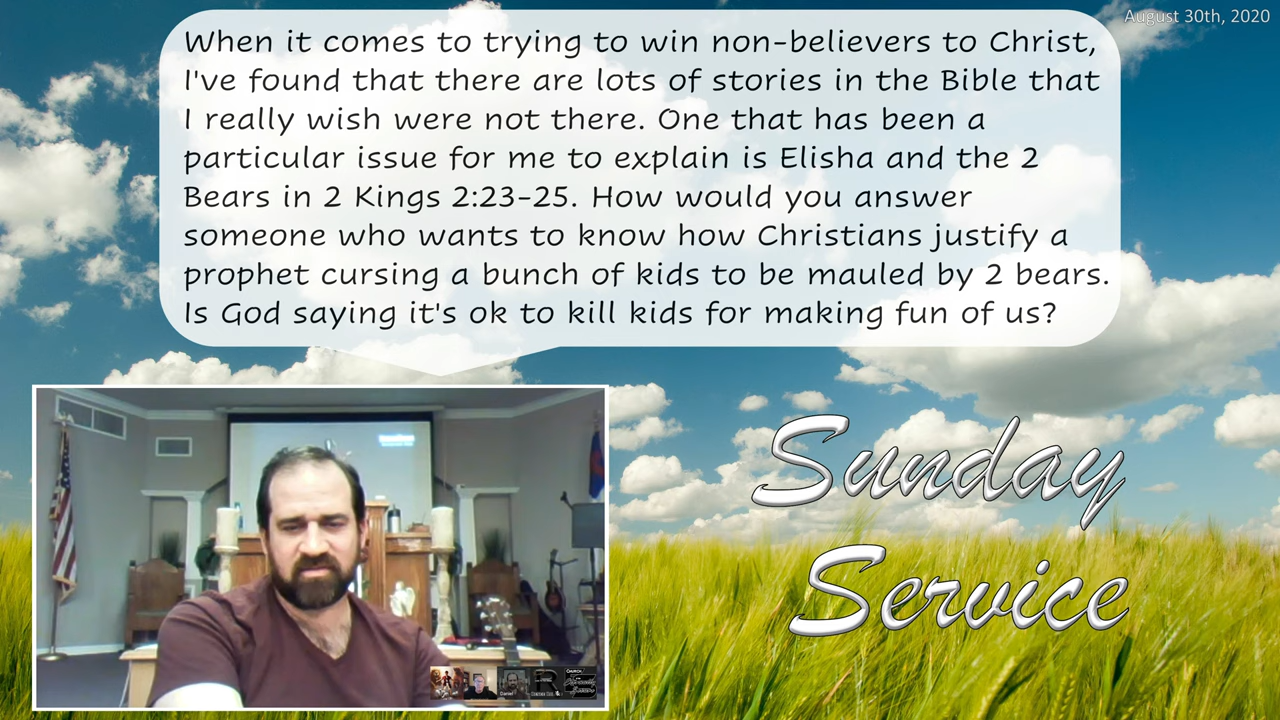 August 30th, 2020
When it comes to trying to win non-believers to Christ,
I've found that there are lots of stories in the Bible that
I really wish were not there. One that has been a
particular issue for me to explain is Elisha and the 2
Bears in 2 Kings 2:23-25. How would you answer
someone who wants to know how Christians justify a
prophet cursing a bunch of kids to be mauled by 2 bears.
Is God saying it's ok to kill kids for making fun of us?
Sunday
Service
Daniel